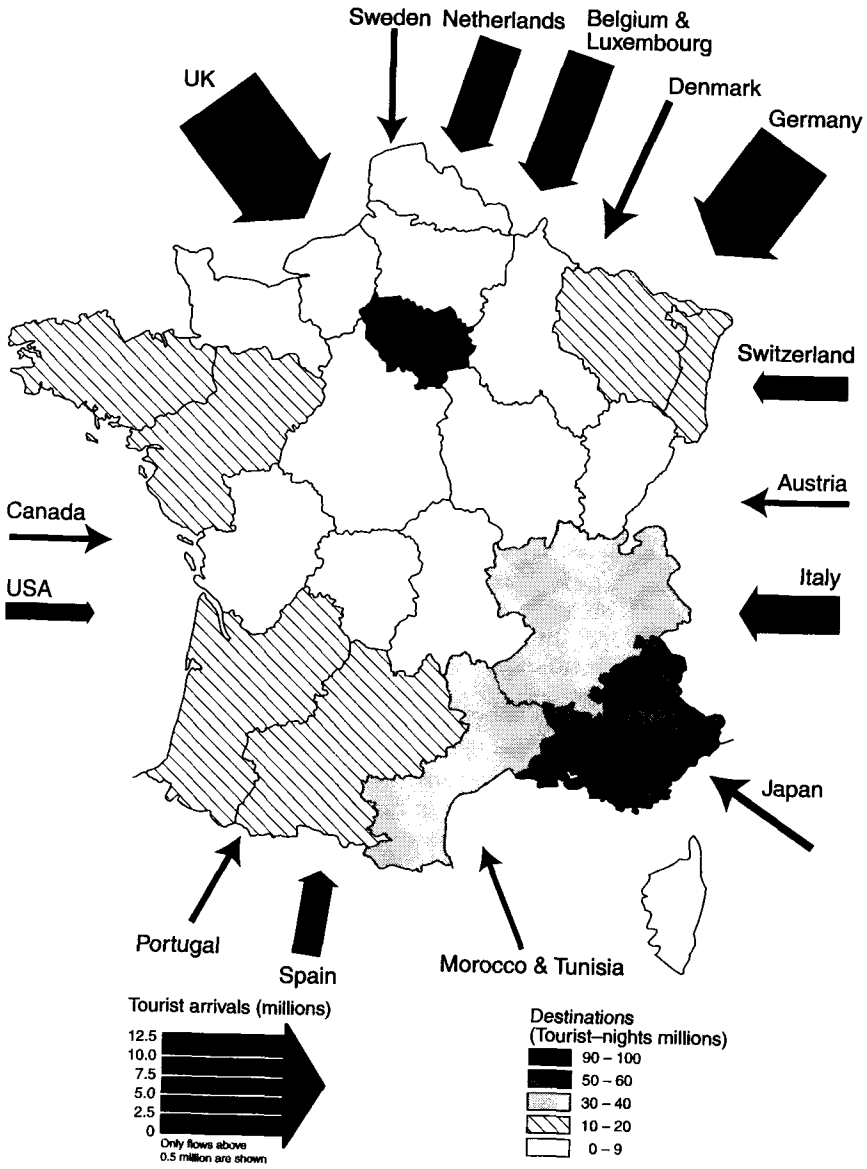 Sweden
Netherlands
Belgium &
Luxembourg
UK
Denmark
Germany
Switzerland
Austria
Canada
USA
Italy
Japan
Portugal
Spain
Morocco & Tunisia
Tourist arrivals (millions)
12.5
10.0
7.5
5.0
2.5
0
Only flows above
0.5 million are shown
Destinations
(Tourist–nights millions)
90 – 100
50 – 60
30 – 40
10 – 20
0 – 9